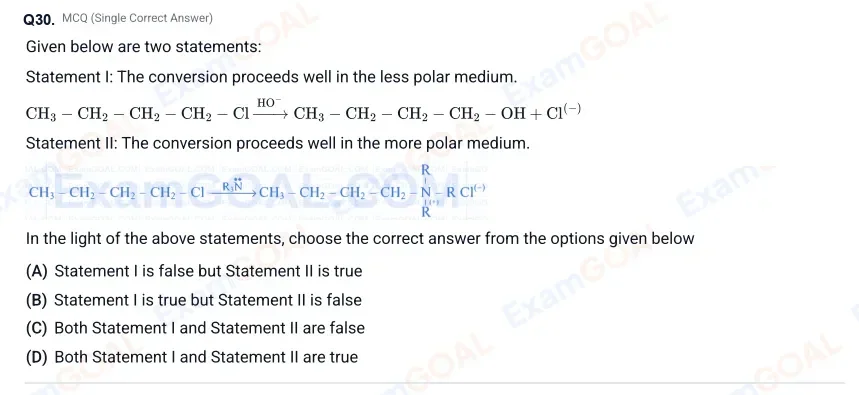 Q30. MCQ (Single Correct Answer)
Given below are two statements:
Statement I: The conversion proceeds well in the less polar medium.
CH₃ − CH₂ − CH₂ − CH₂ − Cl —HO⁻→ CH₃ − CH₂ − CH₂ − CH₂ − OH + Cl⁽⁻⁾
Statement II: The conversion proceeds well in the more polar medium.
R
CH₃ – CH₂ – CH₂ – CH₂ – Cl —R₃N̈→ CH₃ – CH₂ – CH₂ – CH₂ – N – R Cl⁽⁻⁾
(+)
R
In the light of the above statements, choose the correct answer from the options given below
(A) Statement I is false but Statement II is true
(B) Statement I is true but Statement II is false
(C) Both Statement I and Statement II are false
(D) Both Statement I and Statement II are true
ExamGOAL.COM
ExamGOAL